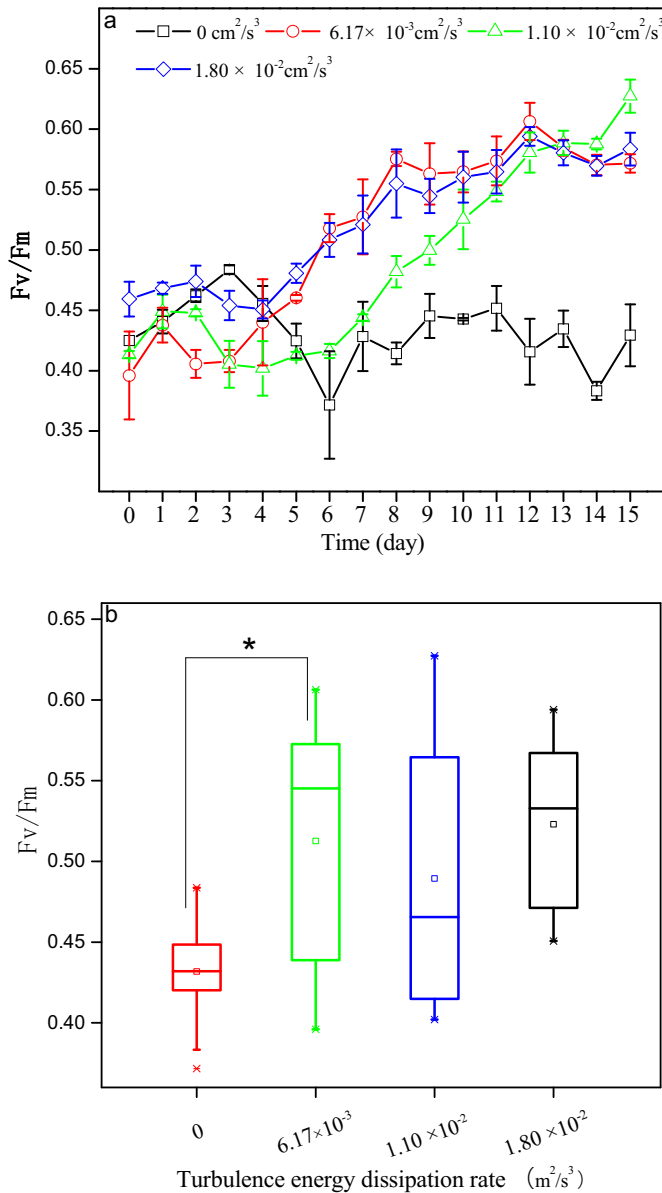 a
0 cm²/s³ 6.17× 10⁻³cm²/s³ 1.10 × 10⁻²cm²/s³
1.80 × 10⁻²cm²/s³
0.65
0.60
0.55
0.50
0.45
0.40
0.35
Fv/Fm
0 1 2 3 4 5 6 7 8 9 10 11 12 13 14 15
Time (day)
b
0.65
*
0.60
0.55
0.50
0.45
0.40
Fv/Fm
0 6.17×10⁻³ 1.10 ×10⁻² 1.80 ×10⁻²
Turbulence energy dissipation rate （m²/s³）